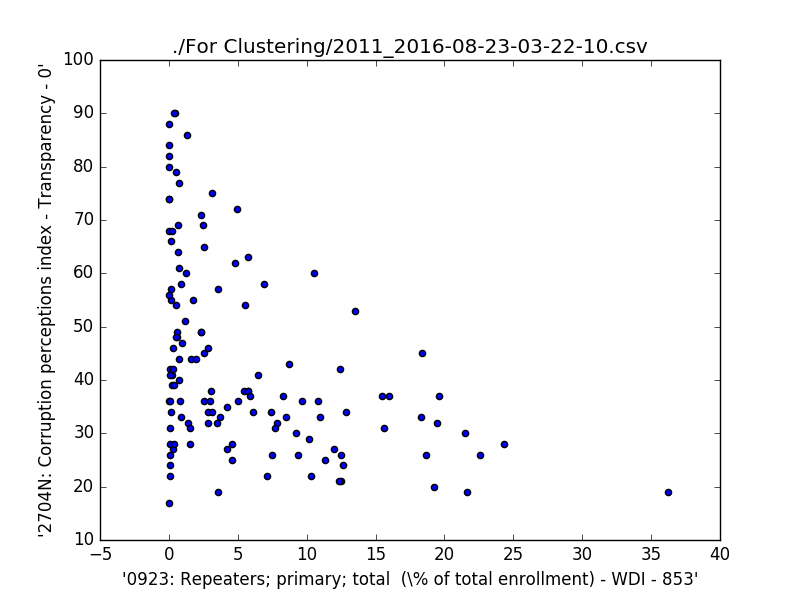 ./For Clustering/2011_2016-08-23-03-22-10.csv
'2704N: Corruption perceptions index - Transparency - 0'
100
90
80
70
60
50
40
30
20
10
−5 0 5 10 15 20 25 30 35 40
'0923: Repeaters; primary; total (\% of total enrollment) - WDI - 853'